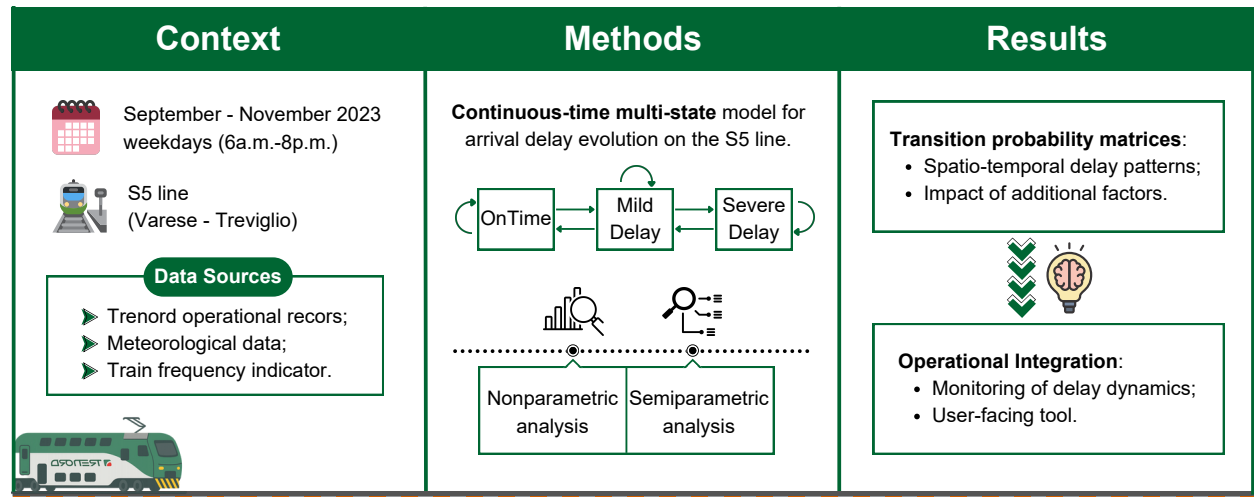 Context
September - November 2023
weekdays (6a.m.-8p.m.)
S5 line
(Varese - Treviglio)
Data Sources
Trenord operational recors;
Meteorological data;
Train frequency indicator.
TRENORD
Methods
Continuous-time multi-state model for
arrival delay evolution on the S5 line.
OnTime
Mild
Delay
Severe
Delay
Nonparametric
analysis
Semiparametric
analysis
Results
Transition probability matrices:
• Spatio-temporal delay patterns;
• Impact of additional factors.
Operational Integration:
• Monitoring of delay dynamics;
• User-facing tool.